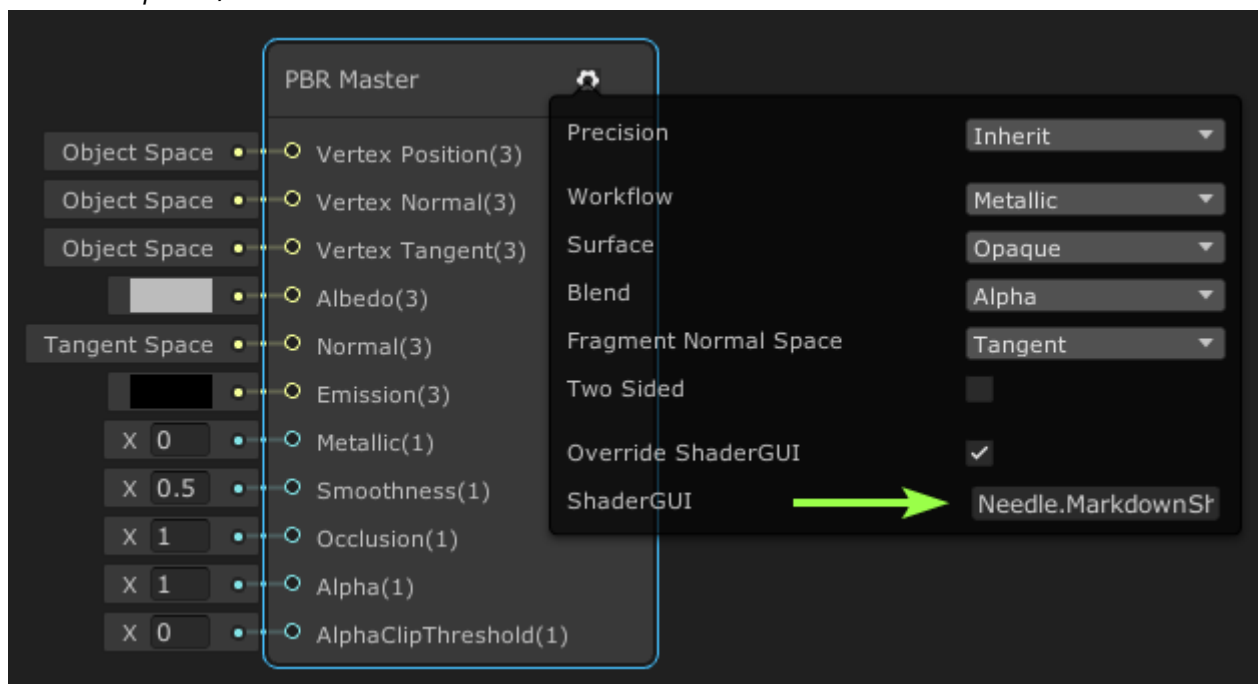 PBR Master
Precision Inherit
Object Space Vertex Position(3)
Workflow Metallic
Object Space Vertex Normal(3)
Surface Opaque
Object Space Vertex Tangent(3)
Blend Alpha
Albedo(3)
Fragment Normal Space Tangent
Tangent Space Normal(3)
Two Sided
Emission(3)
X 0 Metallic(1)
Override ShaderGUI
X 0.5 Smoothness(1)
ShaderGUI Needle.MarkdownSh
X 1 Occlusion(1)
X 1 Alpha(1)
X 0 AlphaClipThreshold(1)